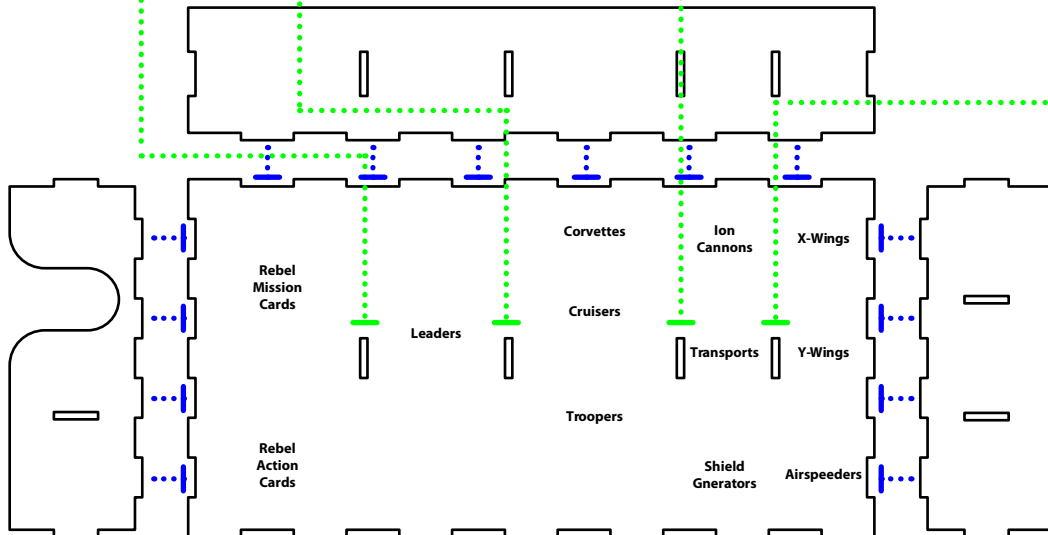 Corvettes
Ion
Cannons
X-Wings
Rebel
Mission
Cards
Cruisers
Leaders
Transports
Y-Wings
Troopers
Rebel
Action
Cards
Shield
Gnerators
Airspeeders